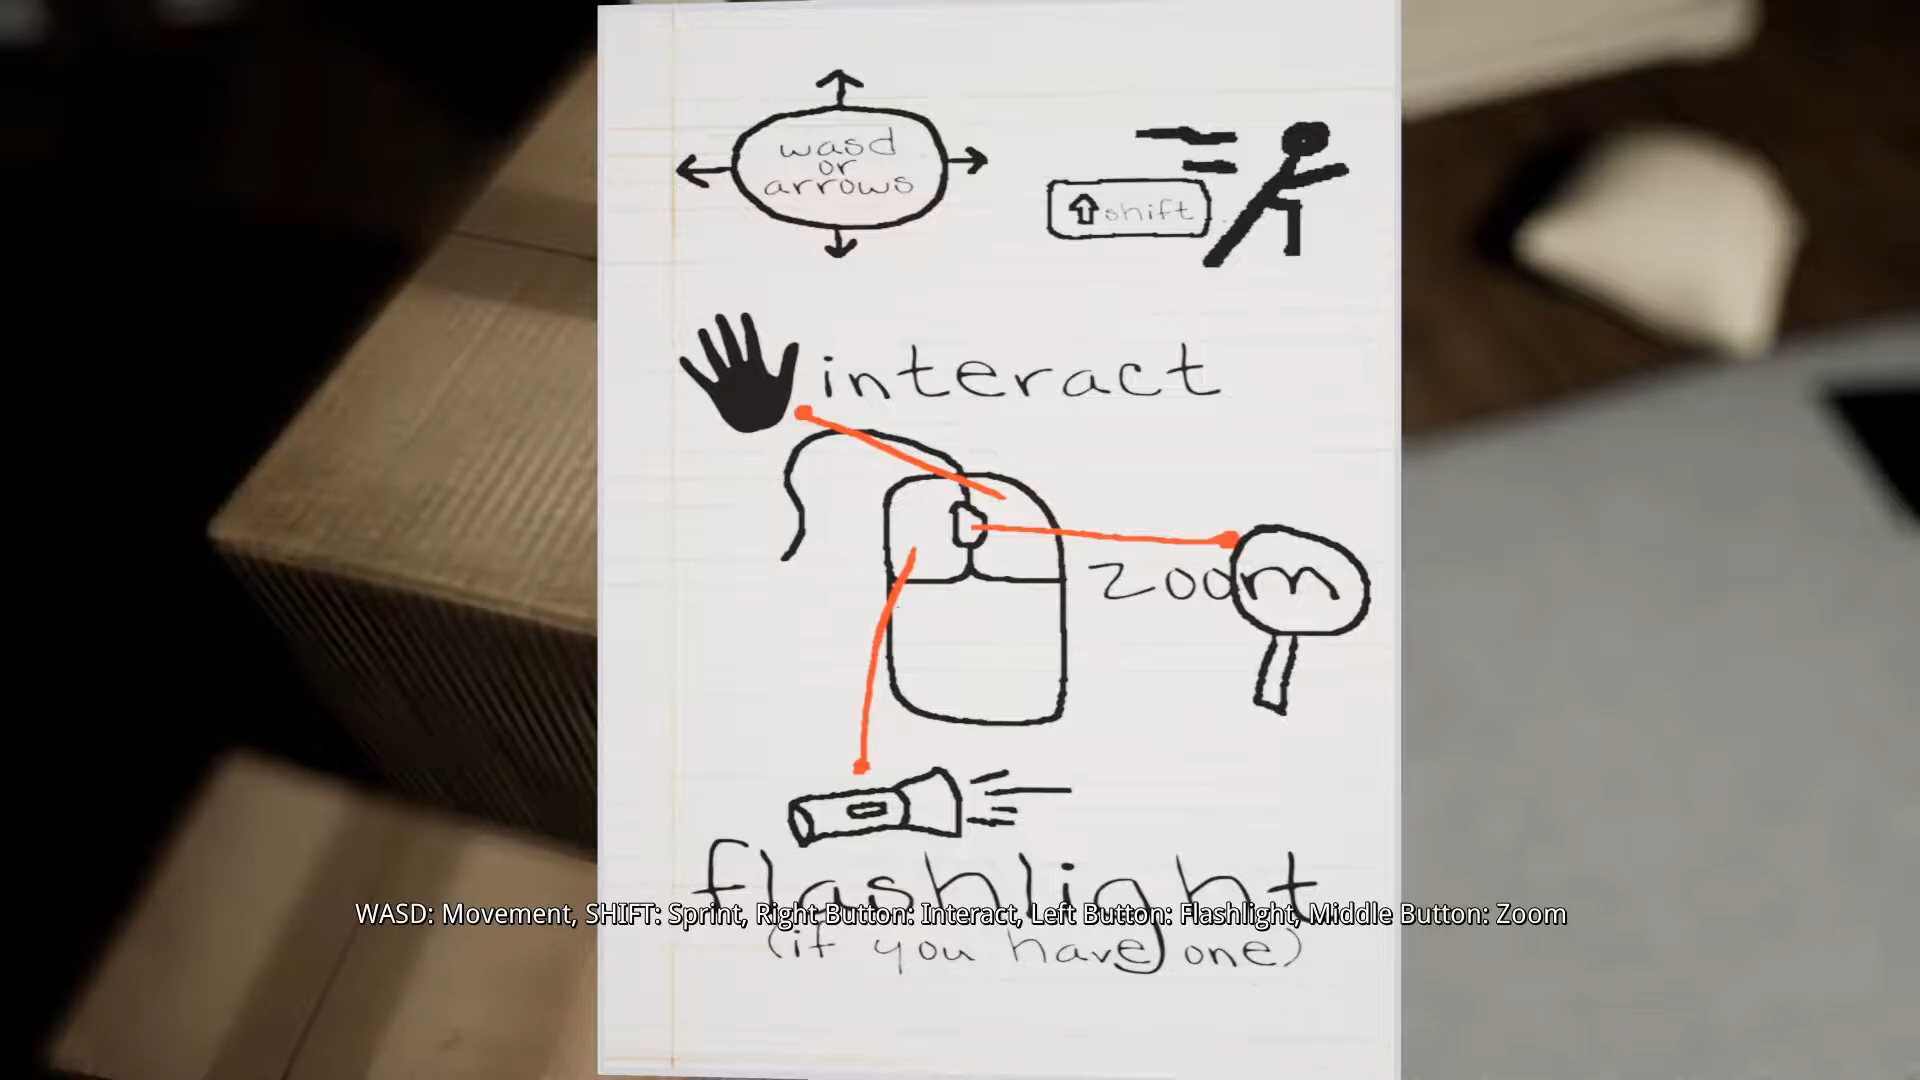 wasd
or
arrows
shift
interact
zoom
flashlight
WASD: Movement, SHIFT: Sprint, Right Button: Interact, Left Button: Flashlight, Middle Button: Zoom
(if you have one)